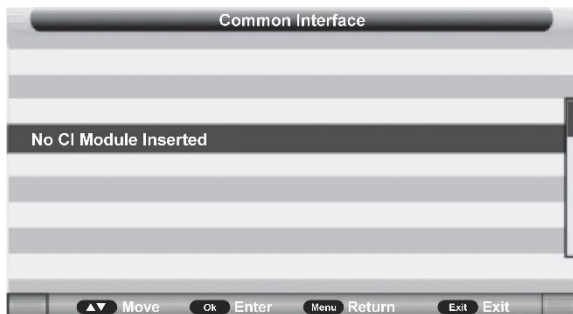 Common Interface
No CI Module Inserted
▲▼ Move Ok Enter Menu Return Exit Exit